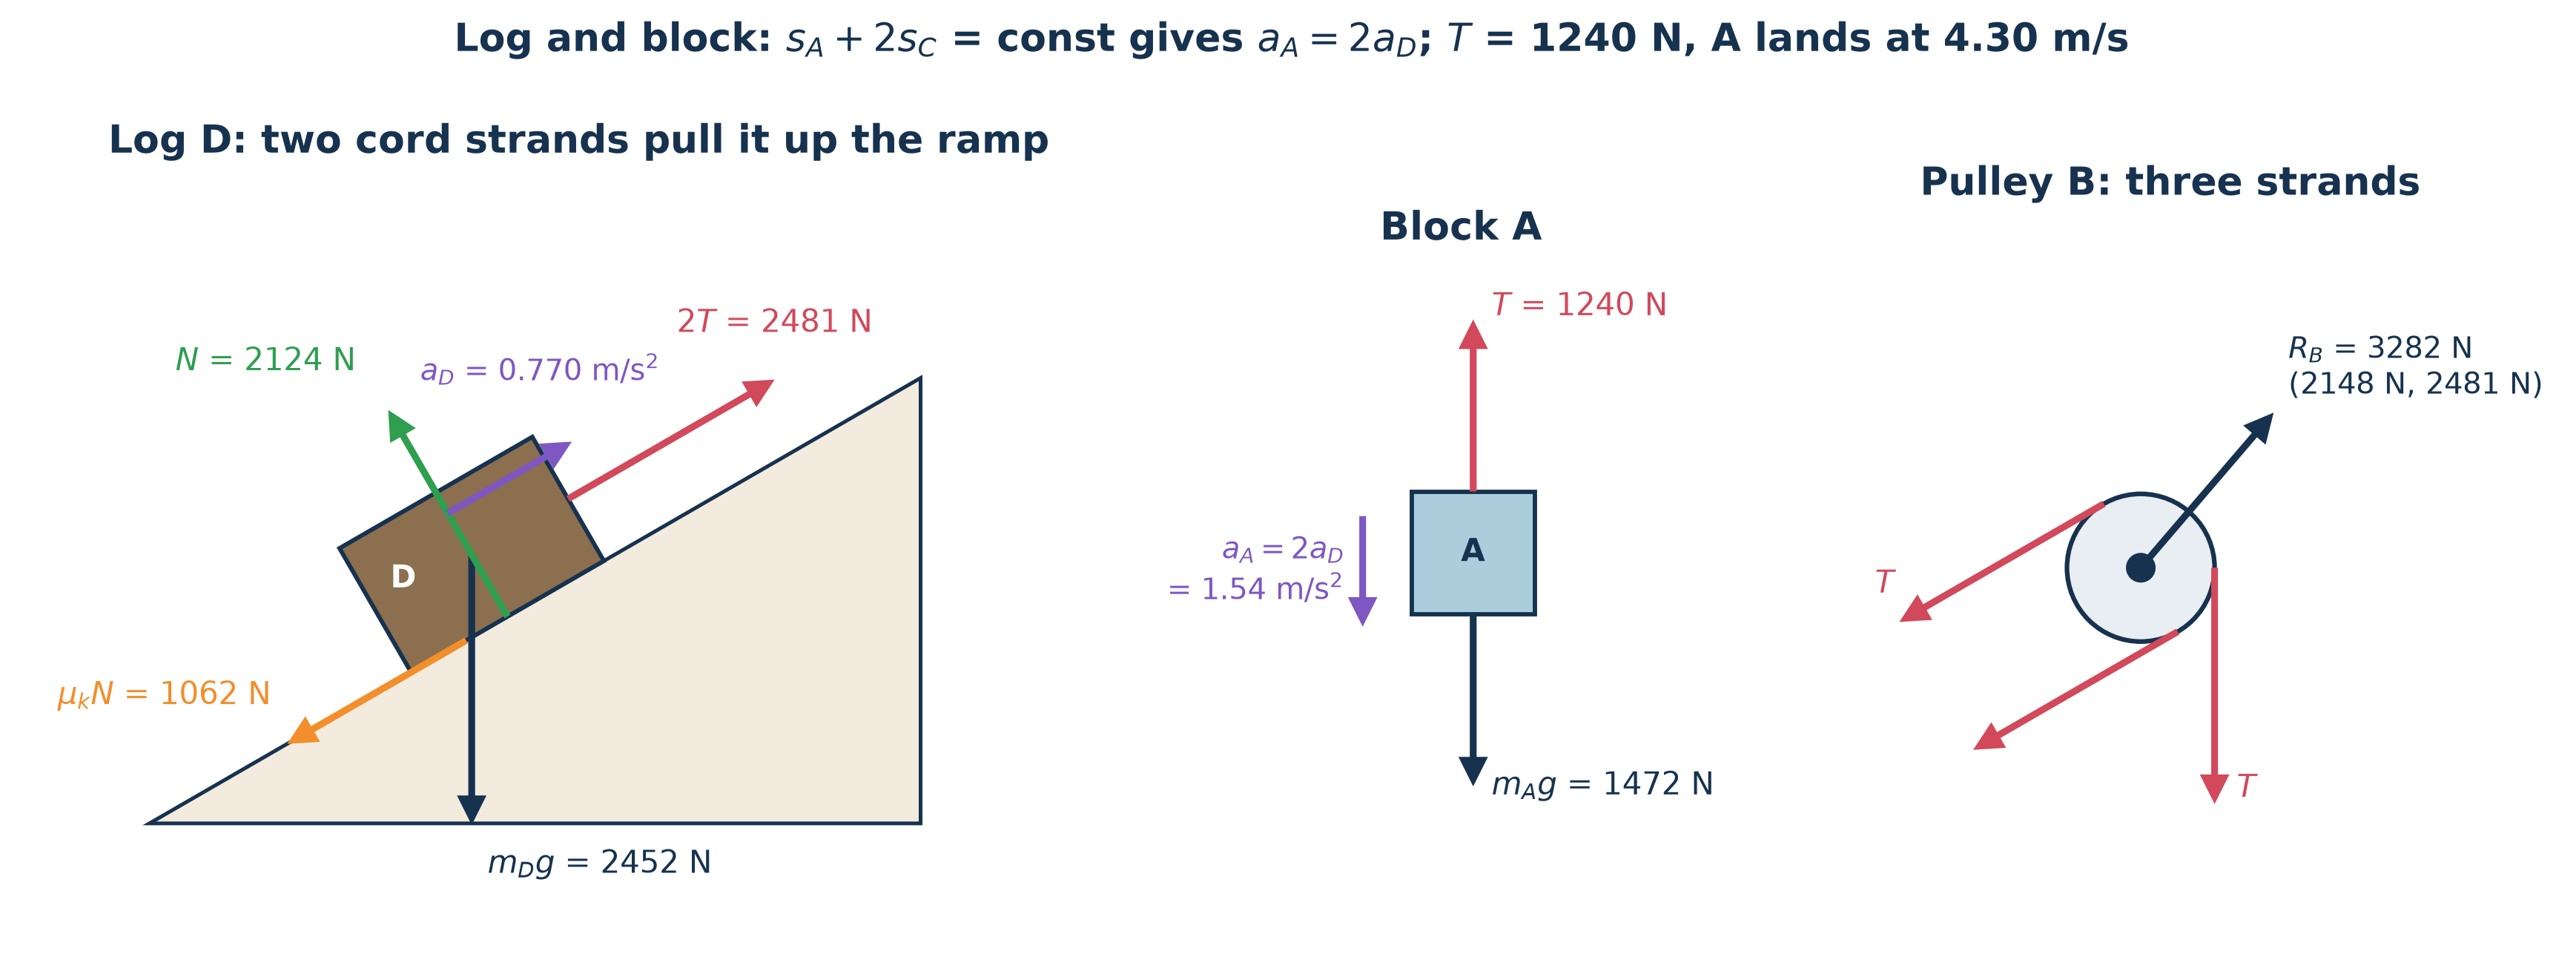 Log and block: s_A + 2s_C = const gives a_A = 2a_D; T = 1240 N, A lands at 4.30 m/s
Log D: two cord strands pull it up the ramp
2T = 2481 N
N = 2124 N
a_D = 0.770 m/s²
D
μ_kN = 1062 N
m_Dg = 2452 N
Block A
T = 1240 N
a_A = 2a_D
= 1.54 m/s²
A
m_Ag = 1472 N
Pulley B: three strands
R_B = 3282 N
(2148 N, 2481 N)
T
T